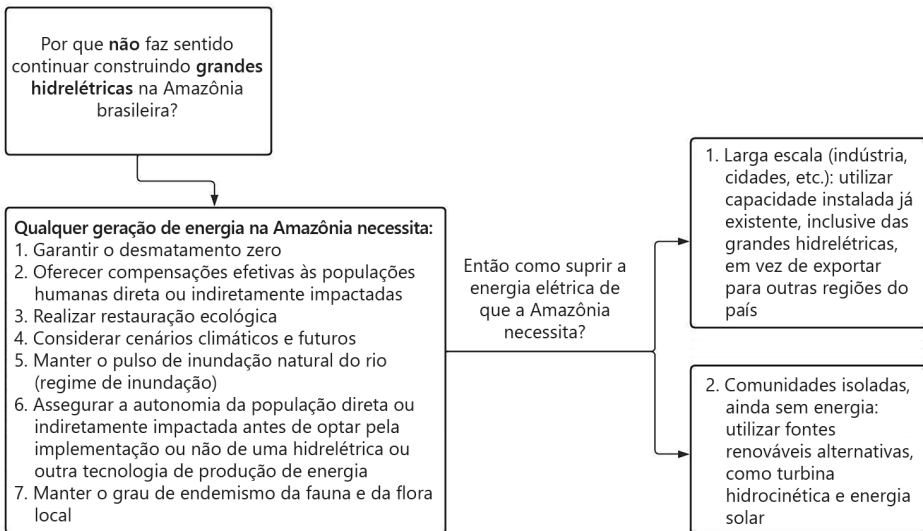 Por que não faz sentido
continuar construindo grandes
hidrelétricas na Amazônia
brasileira?
Qualquer geração de energia na Amazônia necessita:
1. Garantir o desmatamento zero
2. Oferecer compensações efetivas às populações
humanas direta ou indiretamente impactadas
3. Realizar restauração ecológica
4. Considerar cenários climáticos e futuros
5. Manter o pulso de inundação natural do rio
(regime de inundação)
6. Assegurar a autonomia da população direta ou
indiretamente impactada antes de optar pela
implementação ou não de uma hidrelétrica ou
outra tecnologia de produção de energia
7. Manter o grau de endemismo da fauna e da flora
local
Então como suprir a
energia elétrica de
que a Amazônia
necessita?
1. Larga escala (indústria,
cidades, etc.): utilizar
capacidade instalada já
existente, inclusive das
grandes hidrelétricas,
em vez de exportar
para outras regiões do
país
2. Comunidades isoladas,
ainda sem energia:
utilizar fontes
renováveis alternativas,
como turbina
hidrocinética e energia
solar